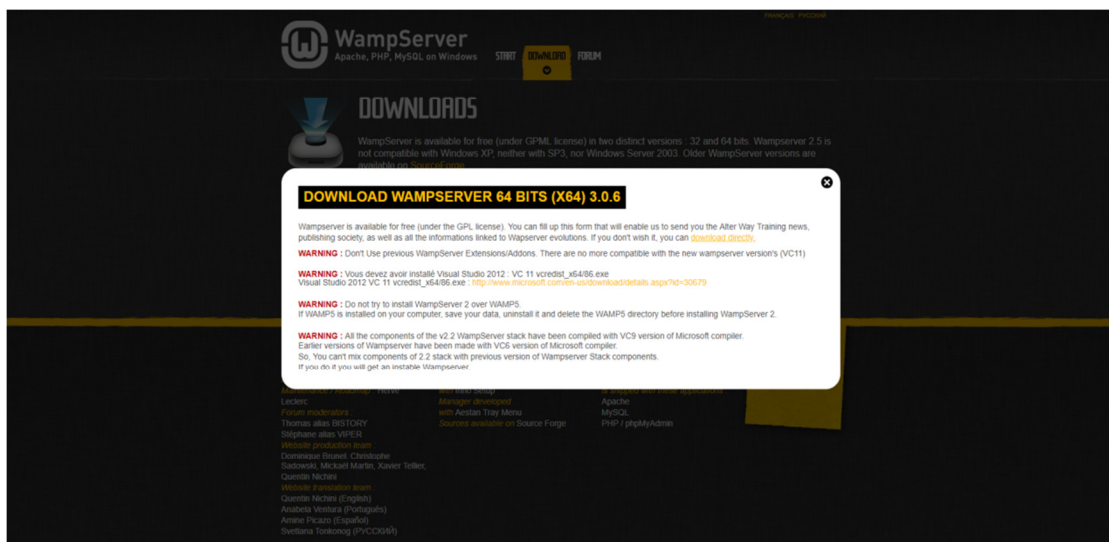 FRANÇAIS РУССКИЙ
WampServer
Apache, PHP, MySQL on Windows
START DOWNLOAD FORUM
DOWNLOADS
WampServer is available for free (under GPML license) in two distinct versions : 32 and 64 bits. Wampserver 2.5 is
not compatible with Windows XP, neither with SP3, nor Windows Server 2003. Older WampServer versions are
available on SourceForge.
DOWNLOAD WAMPSERVER 64 BITS (X64) 3.0.6
Wampserver is available for free (under the GPL license). You can fill up this form that will enable us to send you the Alter Way Training news,
publishing society, as well as all the informations linked to Wapserver evolutions. If you don't wish it, you can download directly.
WARNING : Don't Use previous WampServer Extensions/Addons. There are no more compatible with the new wampserver version's (VC11)
WARNING : Vous devez avoir installé Visual Studio 2012 : VC 11 vcredist_x64/86.exe
Visual Studio 2012 VC 11 vcredist_x64/86.exe : http://www.microsoft.com/en-us/download/details.aspx?id=30679
WARNING : Do not try to install WampServer 2 over WAMP5.
If WAMP5 is installed on your computer, save your data, uninstall it and delete the WAMP5 directory before installing WampServer 2.
WARNING : All the components of the v2.2 WampServer stack have been compiled with VC9 version of Microsoft compiler.
Earlier versions of Wampserver have been made with VC6 version of Microsoft compiler.
So, You can't mix components of 2.2 stack with previous version of Wampserver Stack components.
If you do it you will get an instable Wampserver.
Leclerc
Forum moderators :
Thomas alias BISTORY
Stéphane alias VIPER
Website production team :
Dominique Brunet, Christophe
Sadowski, Mickaël Martin, Xavier Tellier,
Quentin Nichini
Website translation team :
Quentin Nichini (English)
Anabela Ventura (Português)
Amine Picazo (Español)
Svetlana Tonkonog (РУССКИЙ)
with Inno Setup
Manager developed
with Aestan Tray Menu
Sources available on Source Forge
Apache
MySQL
PHP / phpMyAdmin